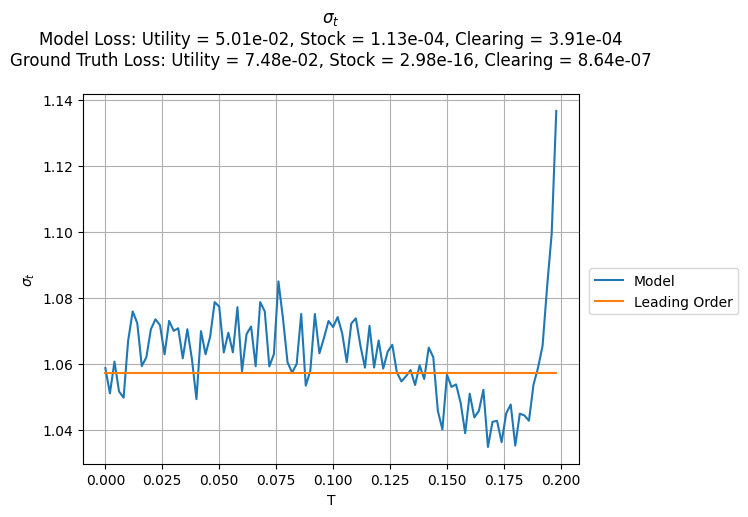 σt
Model Loss: Utility = 5.01e-02, Stock = 1.13e-04, Clearing = 3.91e-04
Ground Truth Loss: Utility = 7.48e-02, Stock = 2.98e-16, Clearing = 8.64e-07
1.14
1.12
1.10
1.08
1.06
1.04
σt
0.000 0.025 0.050 0.075 0.100 0.125 0.150 0.175 0.200
T
Model
Leading Order